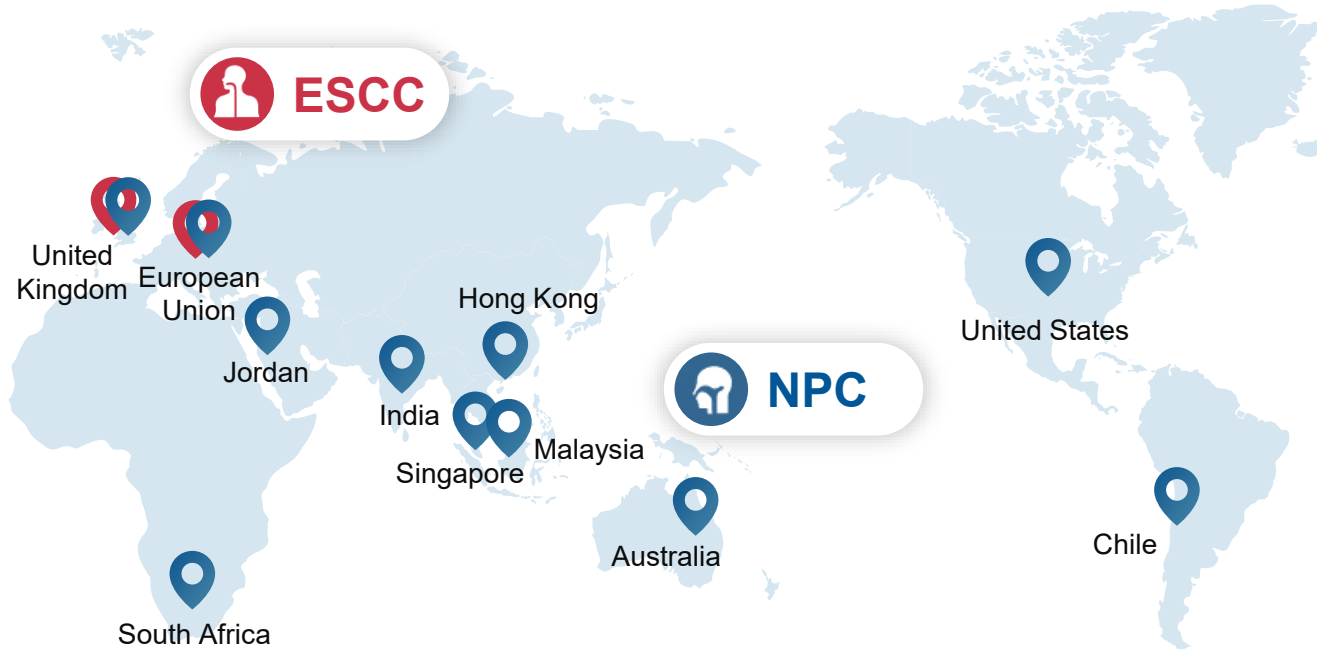 ESCC
United
Kingdom
European
Union
Jordan
Hong Kong
India
Singapore
Malaysia
NPC
United States
Australia
Chile
South Africa